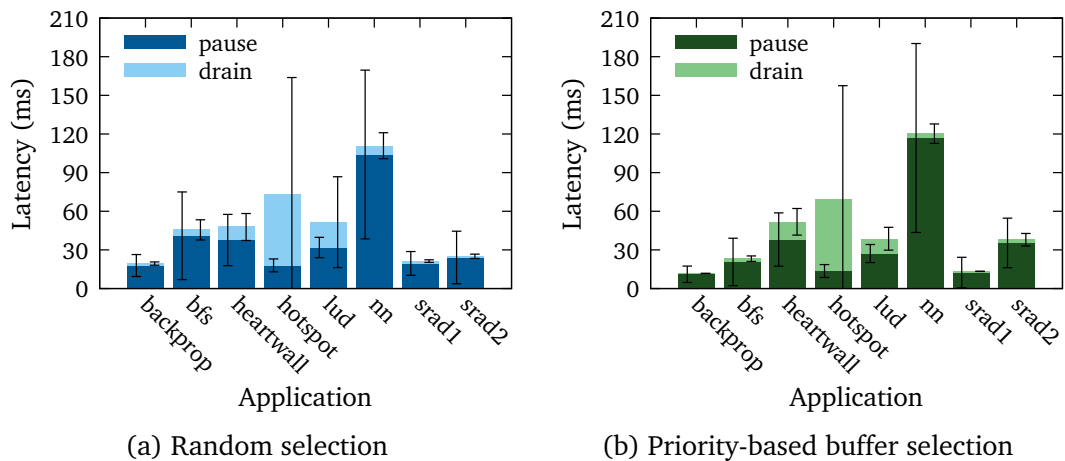 210
180
150
120
90
60
30
0
Latency (ms)
pause
drain
backprop
bfs
heartwall
hotspot
lud
nn
srad1
srad2
Application
(a) Random selection
210
180
150
120
90
60
30
0
Latency (ms)
pause
drain
backprop
bfs
heartwall
hotspot
lud
nn
srad1
srad2
Application
(b) Priority-based buffer selection